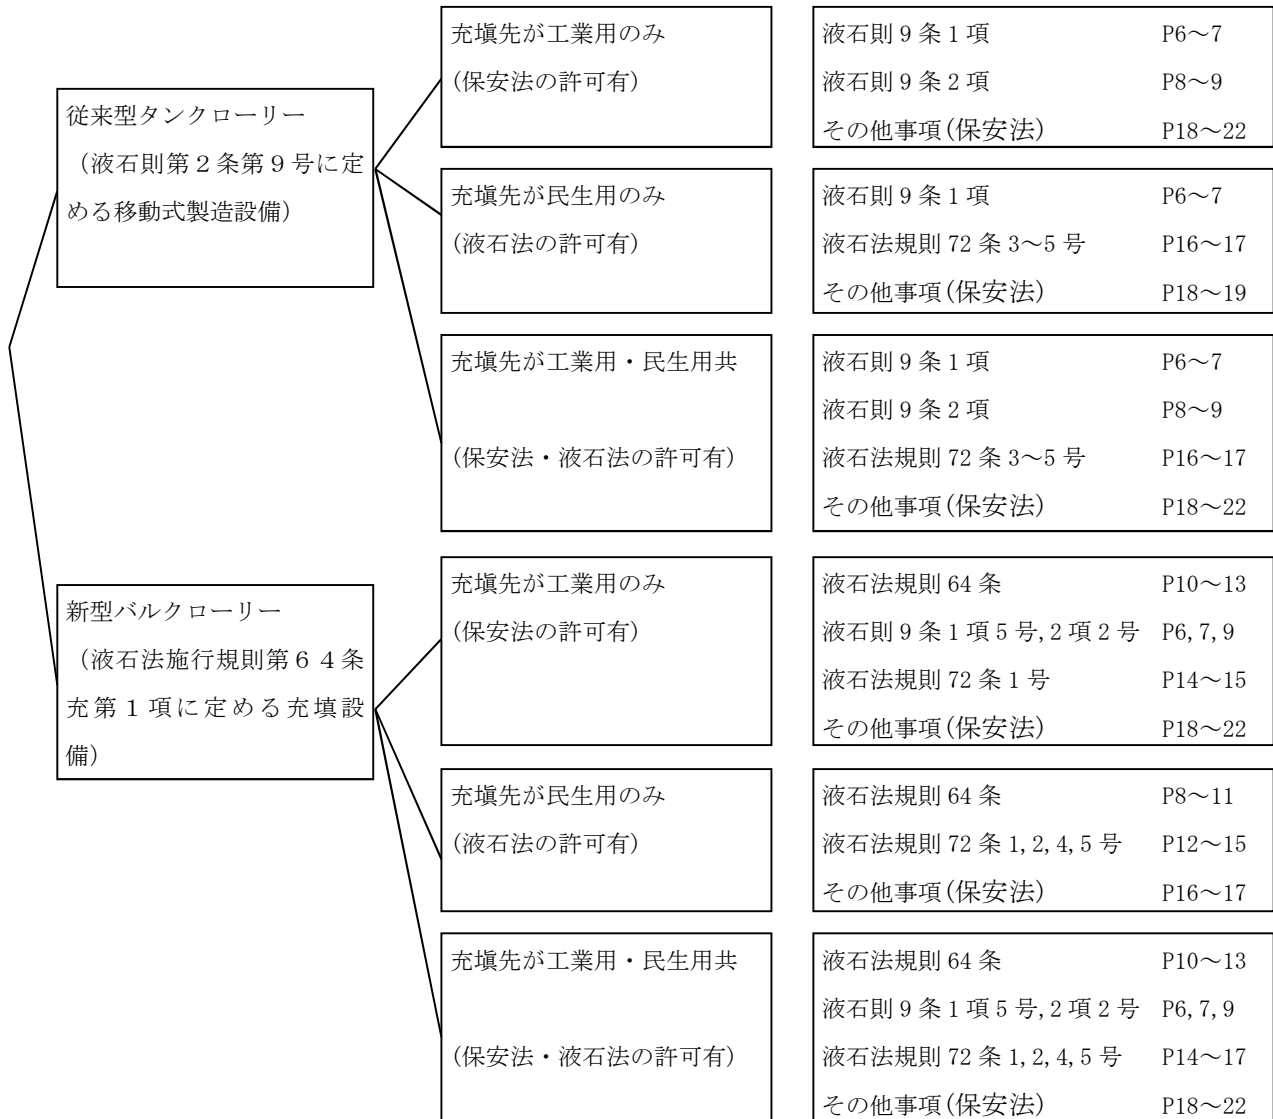 従来型タンクローリー
（液石則第２条第９号に定
める移動式製造設備）
充塡先が工業用のみ
(保安法の許可有)
液石則 9 条 1 項 P6～7
液石則 9 条 2 項 P8～9
その他事項(保安法) P18～22
充塡先が民生用のみ
(液石法の許可有)
液石則 9 条 1 項 P6～7
液石法規則 72 条 3～5 号 P16～17
その他事項(保安法) P18～19
充塡先が工業用・民生用共
(保安法・液石法の許可有)
液石則 9 条 1 項 P6～7
液石則 9 条 2 項 P8～9
液石法規則 72 条 3～5 号 P16～17
その他事項(保安法) P18～22
新型バルクローリー
（液石法施行規則第６４条
充第１項に定める充填設
備）
充塡先が工業用のみ
(保安法の許可有)
液石法規則 64 条 P10～13
液石則 9 条 1 項 5 号,2 項 2 号 P6,7,9
液石法規則 72 条 1 号 P14～15
その他事項(保安法) P18～22
充塡先が民生用のみ
(液石法の許可有)
液石法規則 64 条 P8～11
液石法規則 72 条 1,2,4,5 号 P12～15
その他事項(保安法) P16～17
充塡先が工業用・民生用共
(保安法・液石法の許可有)
液石法規則 64 条 P10～13
液石則 9 条 1 項 5 号,2 項 2 号 P6,7,9
液石法規則 72 条 1,2,4,5 号 P14～17
その他事項(保安法) P18～22